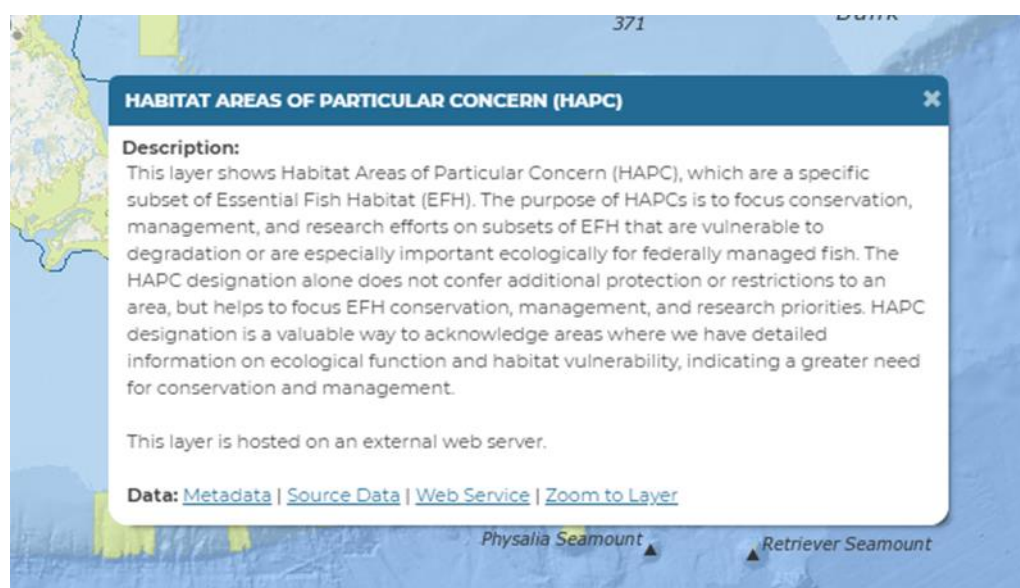 371
HABITAT AREAS OF PARTICULAR CONCERN (HAPC)
Description:
This layer shows Habitat Areas of Particular Concern (HAPC), which are a specific
subset of Essential Fish Habitat (EFH). The purpose of HAPCs is to focus conservation,
management, and research efforts on subsets of EFH that are vulnerable to
degradation or are especially important ecologically for federally managed fish. The
HAPC designation alone does not confer additional protection or restrictions to an
area, but helps to focus EFH conservation, management, and research priorities. HAPC
designation is a valuable way to acknowledge areas where we have detailed
information on ecological function and habitat vulnerability, indicating a greater need
for conservation and management.
This layer is hosted on an external web server.
Data: Metadata | Source Data | Web Service | Zoom to Layer
Physalia Seamount
Retriever Seamount